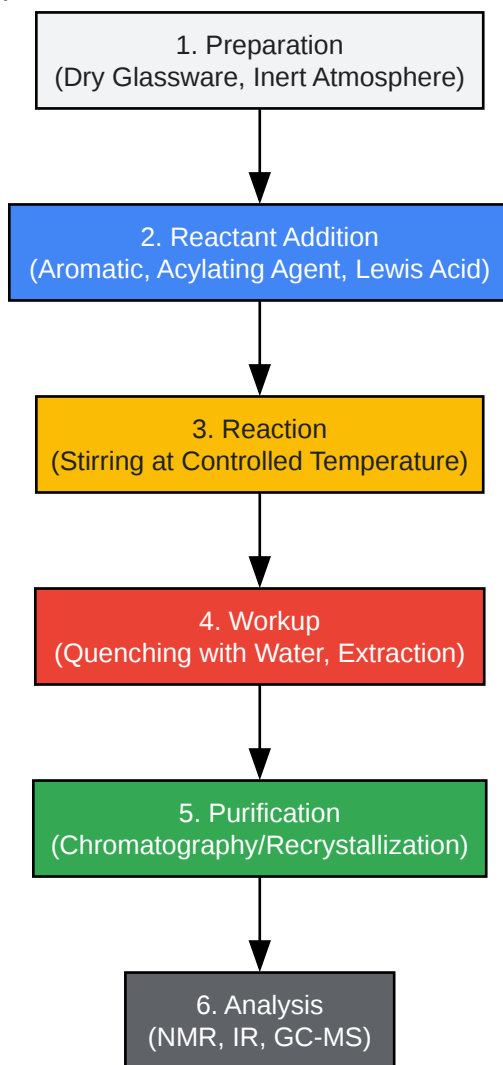 1. Preparation
(Dry Glassware, Inert Atmosphere)
2. Reactant Addition
(Aromatic, Acylating Agent, Lewis Acid)
3. Reaction
(Stirring at Controlled Temperature)
4. Workup
(Quenching with Water, Extraction)
5. Purification
(Chromatography/Recrystallization)
6. Analysis
(NMR, IR, GC-MS)